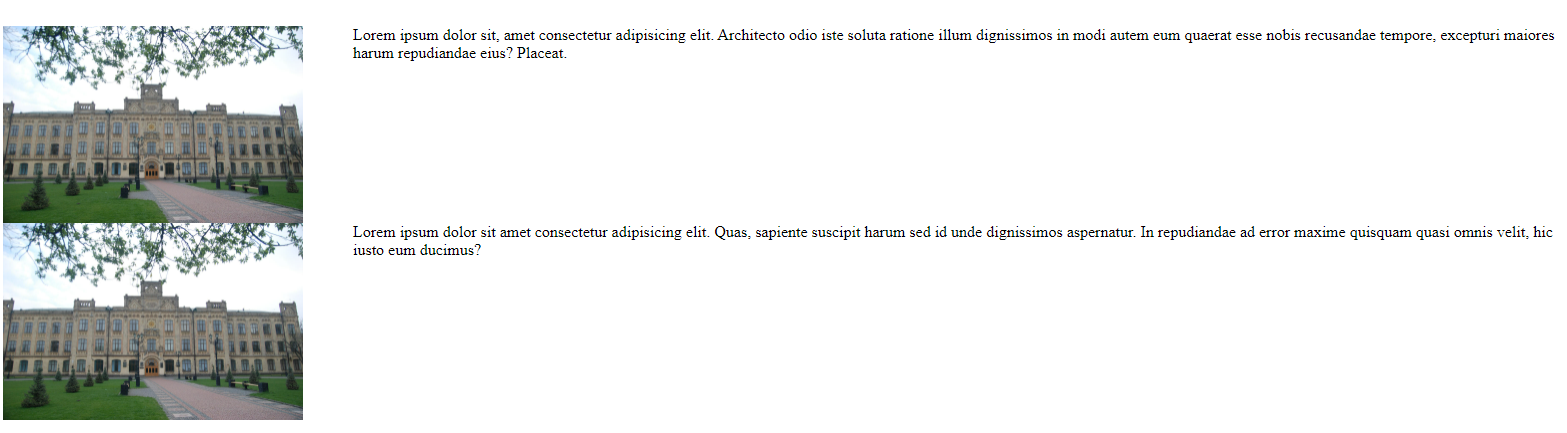 Lorem ipsum dolor sit, amet consectetur adipisicing elit. Architecto odio iste soluta ratione illum dignissimos in modi autem eum quaerat esse nobis recusandae tempore, excepturi maiores
harum repudiandae eius? Placeat.
Lorem ipsum dolor sit amet consectetur adipisicing elit. Quas, sapiente suscipit harum sed id unde dignissimos aspernatur. In repudiandae ad error maxime quisquam quasi omnis velit, hic
iusto eum ducimus?